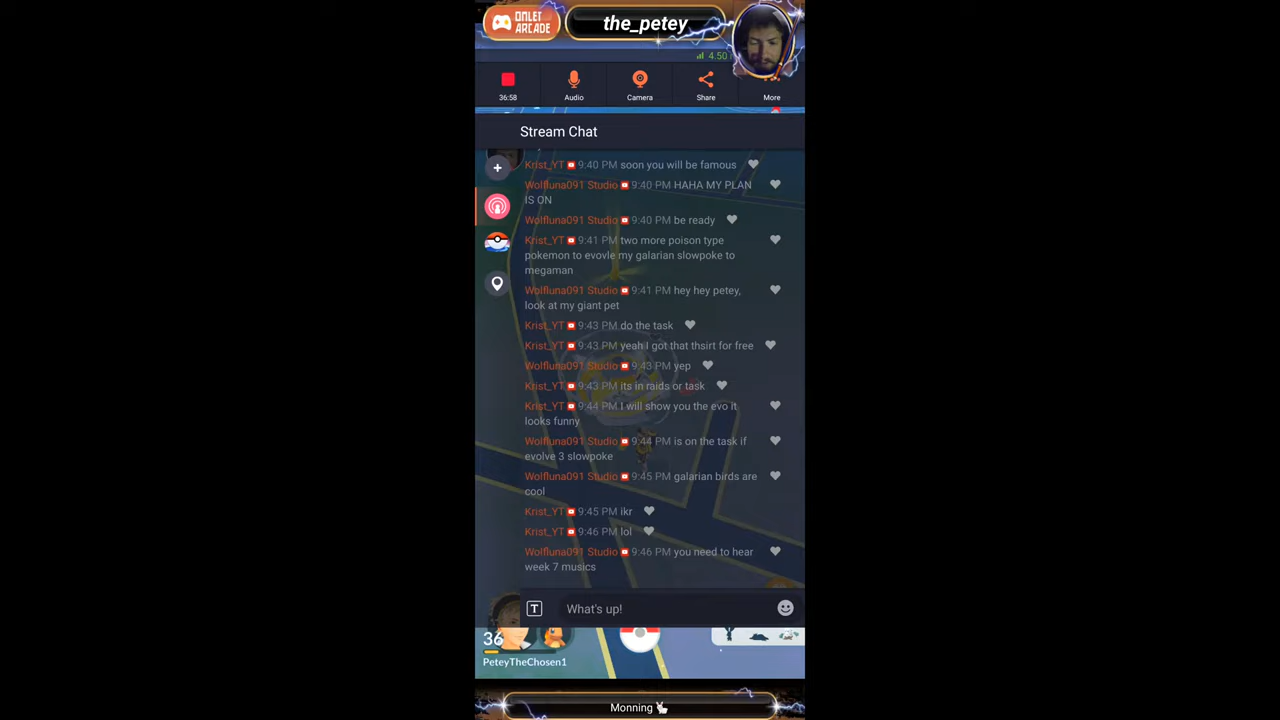 OMLET
ARCADE
the_petey
4.50
36:58
Audio
Camera
Share
More
Stream Chat
Krist_YT 9:40 PM soon you will be famous
Wolfluna091 Studio 9:40 PM HAHA MY PLAN
IS ON
Wolfluna091 Studio 9:40 PM be ready
Krist_YT 9:41 PM two more poison type
pokemon to evovle my galarian slowpoke to
megaman
Wolfluna091 Studio 9:41 PM hey hey petey,
look at my giant pet
Krist_YT 9:43 PM do the task
Krist_YT 9:43 PM yeah I got that thsirt for free
Wolfluna091 Studio 9:43 PM yep
Krist_YT 9:43 PM its in raids or task
Krist_YT 9:44 PM I will show you the evo it
looks funny
Wolfluna091 Studio 9:44 PM is on the task if
evolve 3 slowpoke
Wolfluna091 Studio 9:45 PM galarian birds are
cool
Krist_YT 9:45 PM ikr
Krist_YT 9:46 PM lol
Wolfluna091 Studio 9:46 PM you need to hear
week 7 musics
T What's up!
36
PeteyTheChosen1
Monning